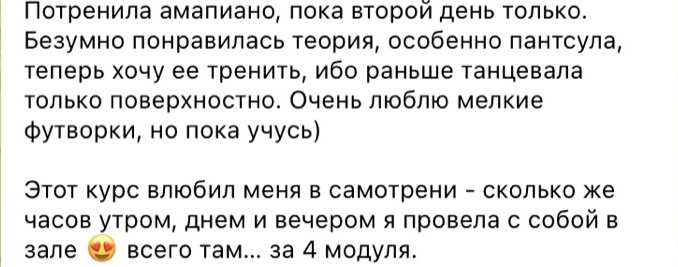 Потренила амапиано, пока второй день только.
Безумно понравилась теория, особенно пантсула,
теперь хочу ее тренить, ибо раньше танцевала
только поверхностно. Очень люблю мелкие
футворки, но пока учусь)
Этот курс влюбил меня в самотрени - сколько же
часов утром, днем и вечером я провела с собой в
зале 😍 всего там... за 4 модуля.